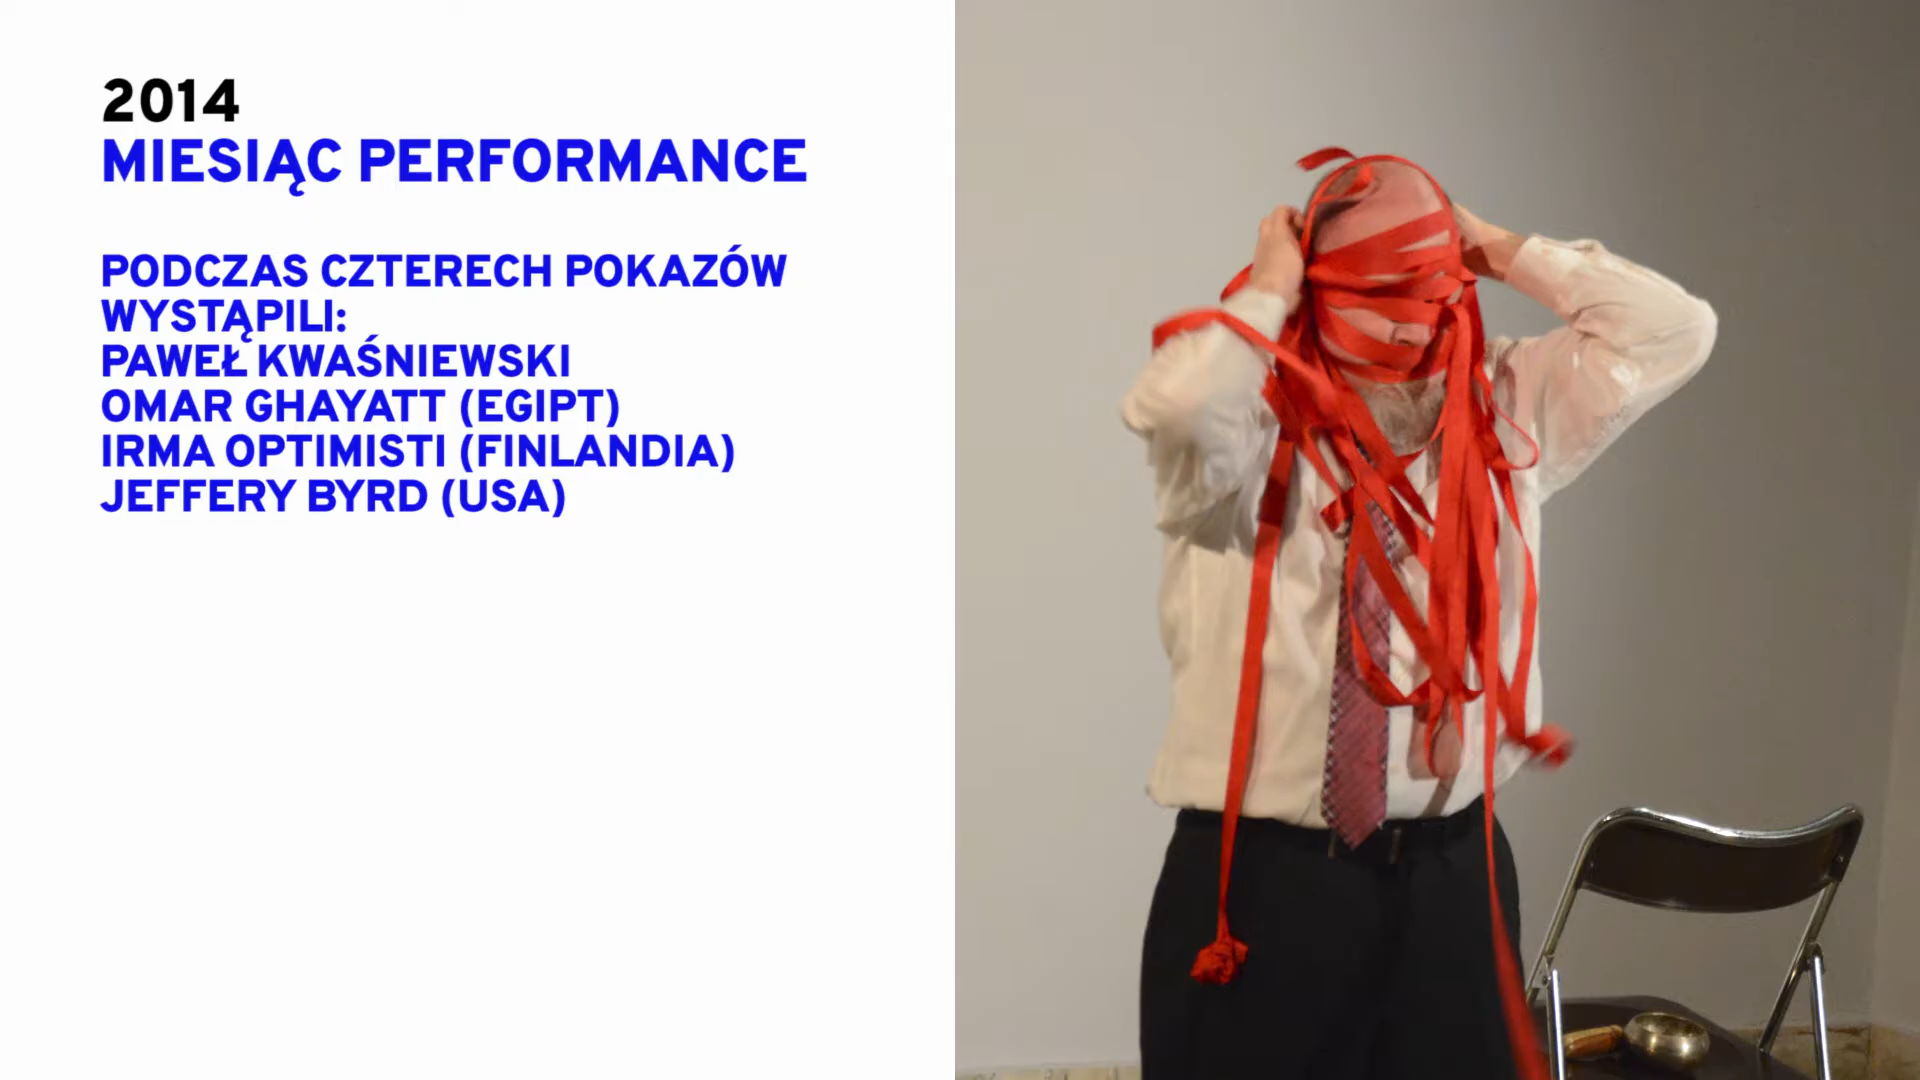 2014
MIESIĄC PERFORMANCE
PODCZAS CZTERECH POKAZÓW
WYSTĄPILI:
PAWEŁ KWAŚNIEWSKI
OMAR GHAYATT (EGIPT)
IRMA OPTIMISTI (FINLANDIA)
JEFFERY BYRD (USA)